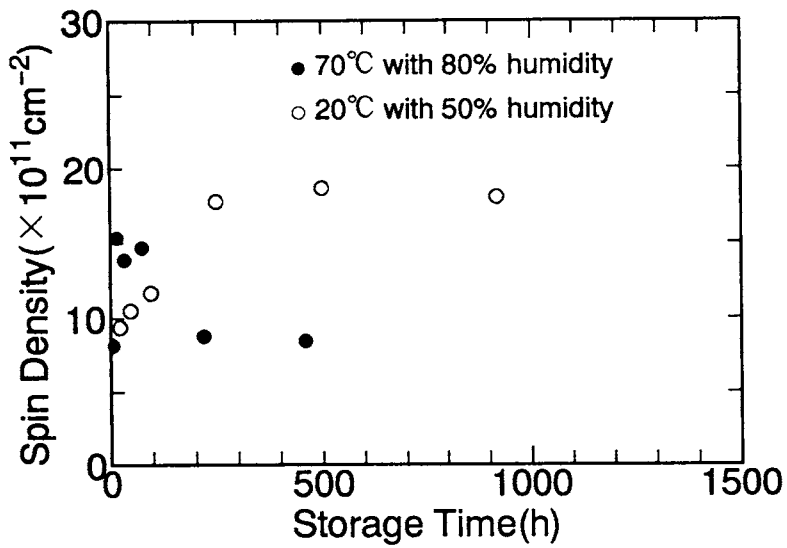 30
20
10
0
Spin Density(×10¹¹cm⁻²)
● 70℃ with 80% humidity
○ 20℃ with 50% humidity
0 500 1000 1500
Storage Time(h)